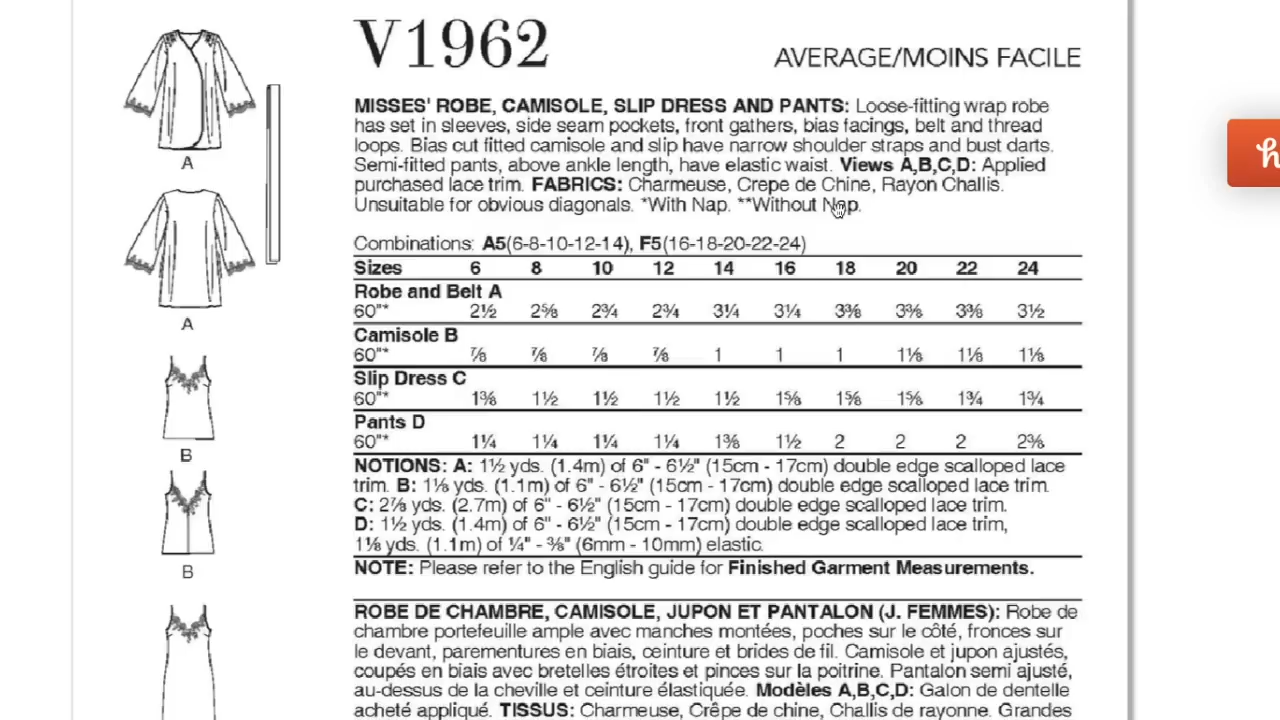 V1962
AVERAGE/MOINS FACILE
MISSES' ROBE, CAMISOLE, SLIP DRESS AND PANTS: Loose-fitting wrap robe
has set in sleeves, side seam pockets, front gathers, bias facings, belt and thread
loops. Bias cut fitted camisole and slip have narrow shoulder straps and bust darts.
Semi-fitted pants, above ankle length, have elastic waist. Views A,B,C,D: Applied
purchased lace trim. FABRICS: Charmeuse, Crepe de Chine, Rayon Challis.
Unsuitable for obvious diagonals. *With Nap. **Without Nap.
Combinations: A5(6-8-10-12-14), F5(16-18-20-22-24)
Sizes 6 8 10 12 14 16 18 20 22 24
Robe and Belt A
60"* 2½ 2⅝ 2¾ 2¾ 3¼ 3¼ 3⅜ 3⅜ 3⅜ 3½
Camisole B
60"* ⅞ ⅞ ⅞ ⅞ 1 1 1 1⅛ 1⅛ 1⅛
Slip Dress C
60"* 1⅜ 1½ 1½ 1½ 1½ 1⅝ 1⅝ 1⅝ 1¾ 1¾
Pants D
60"* 1¼ 1¼ 1¼ 1¼ 1⅜ 1½ 2 2 2 2⅜
NOTIONS: A: 1½ yds. (1.4m) of 6" - 6½" (15cm - 17cm) double edge scalloped lace
trim. B: 1⅛ yds. (1.1m) of 6" - 6½" (15cm - 17cm) double edge scalloped lace trim.
C: 2⅞ yds. (2.7m) of 6" - 6½" (15cm - 17cm) double edge scalloped lace trim.
D: 1½ yds. (1.4m) of 6" - 6½" (15cm - 17cm) double edge scalloped lace trim,
1⅛ yds. (1.1m) of ¼" - ⅜" (6mm - 10mm) elastic.
NOTE: Please refer to the English guide for Finished Garment Measurements.
ROBE DE CHAMBRE, CAMISOLE, JUPON ET PANTALON (J. FEMMES): Robe de
chambre portefeuille ample avec manches montées, poches sur le côté, fronces sur
le devant, parementures en biais, ceinture et brides de fil. Camisole et jupon ajustés,
coupés en biais avec bretelles étroites et pinces sur la poitrine. Pantalon semi ajusté,
au-dessus de la cheville et ceinture élastiquée. Modèles A,B,C,D: Galon de dentelle
acheté appliqué. TISSUS: Charmeuse, Crêpe de chine, Challis de rayonne. Grandes
A
A
B
B
h